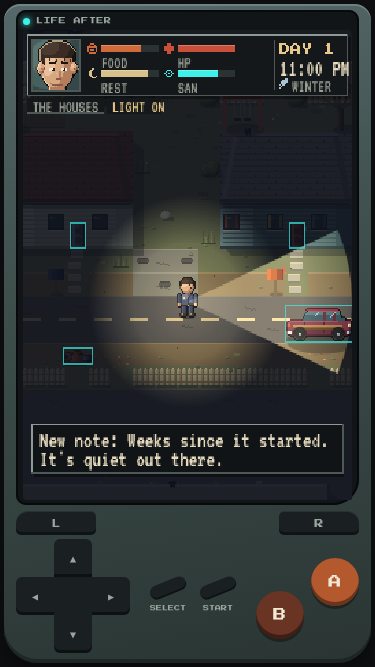 LIFE AFTER
FOOD
HP
REST
SAN
DAY 1
11:00 PM
WINTER
THE HOUSES LIGHT ON
New note: Weeks since it started.
It's quiet out there.
L
R
SELECT
START
B
A